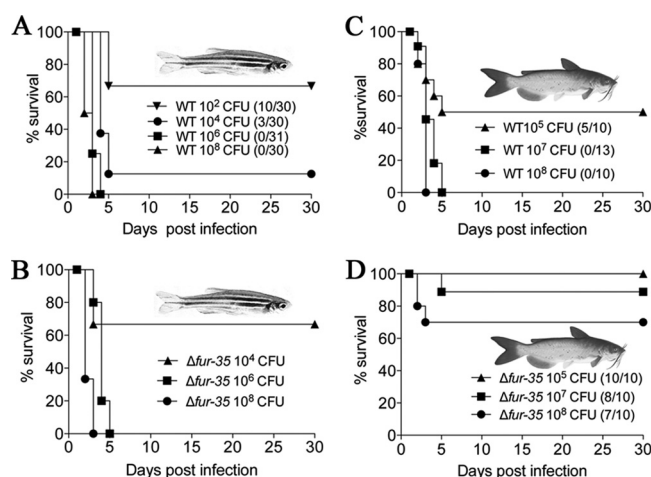 A
% survival
100
80
60
40
20
0
WT 10² CFU (10/30)
WT 10⁴ CFU (3/30)
WT 10⁶ CFU (0/31)
WT 10⁸ CFU (0/30)
0 5 10 15 20 25 30
Days post infection
C
% survival
100
80
60
40
20
0
WT10⁵ CFU (5/10)
WT 10⁷ CFU (0/13)
WT 10⁸ CFU (0/10)
0 5 10 15 20 25 30
Days post infection
B
% survival
100
80
60
40
20
0
Δfur-35 10⁴ CFU
Δfur-35 10⁶ CFU
Δfur-35 10⁸ CFU
0 5 10 15 20 25 30
Days post infection
D
% survival
100
80
60
40
20
0
Δfur-35 10⁵ CFU (10/10)
Δfur-35 10⁷ CFU (8/10)
Δfur-35 10⁸ CFU (7/10)
0 5 10 15 20 25 30
Days post infection